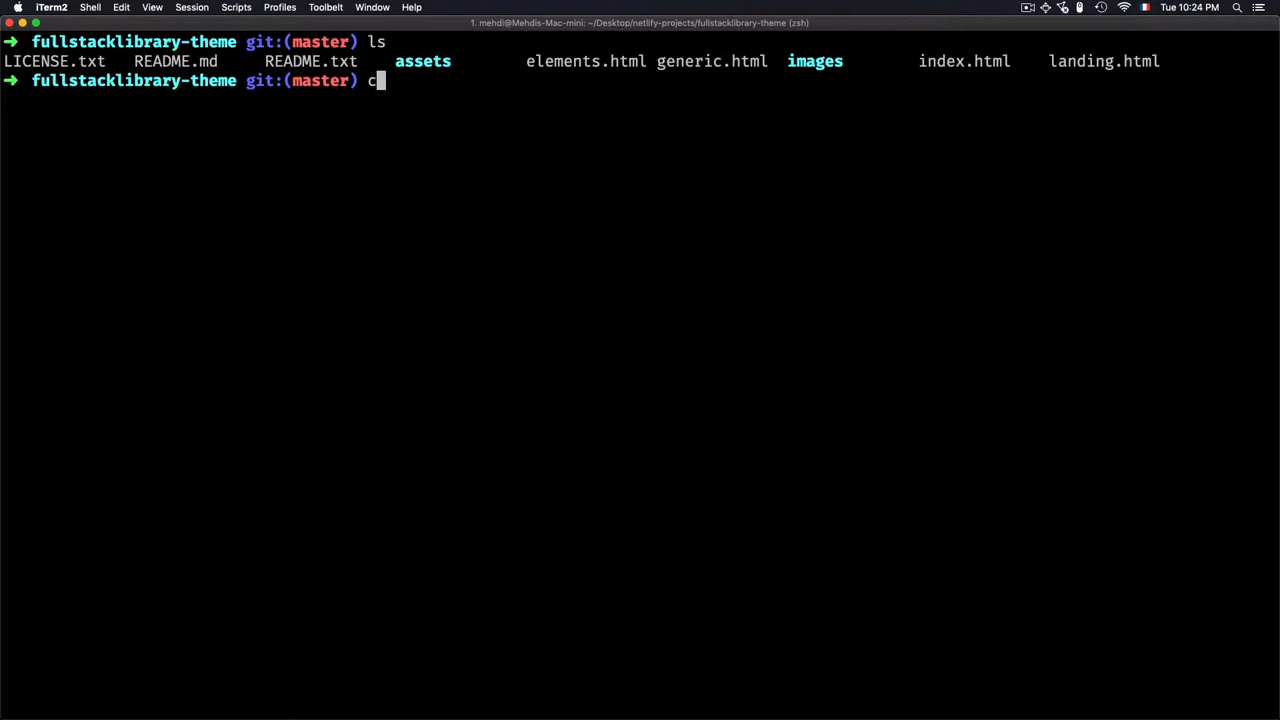 iTerm2 Shell Edit View Session Scripts Profiles Toolbelt Window Help Tue 10:24 PM
1. mehdi@Mehdis-Mac-mini: ~/Desktop/netlify-projects/fullstacklibrary-theme (zsh)
➜ fullstacklibrary-theme git:(master) ls
LICENSE.txt README.md README.txt assets elements.html generic.html images index.html landing.html
➜ fullstacklibrary-theme git:(master) c